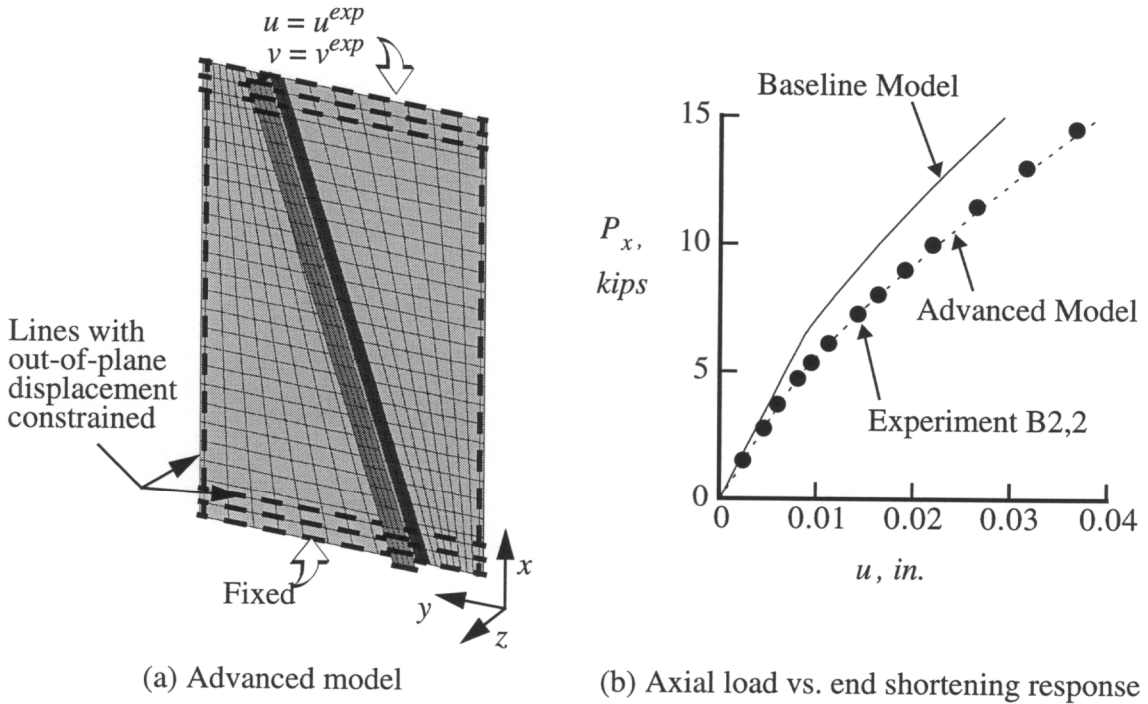 u = u^exp
v = v^exp
Lines with
out-of-plane
displacement
constrained
Fixed
x
y
z
(a) Advanced model
Baseline Model
15
10
5
0
P_x,
kips
Advanced Model
Experiment B2,2
0 0.01 0.02 0.03 0.04
u, in.
(b) Axial load vs. end shortening response